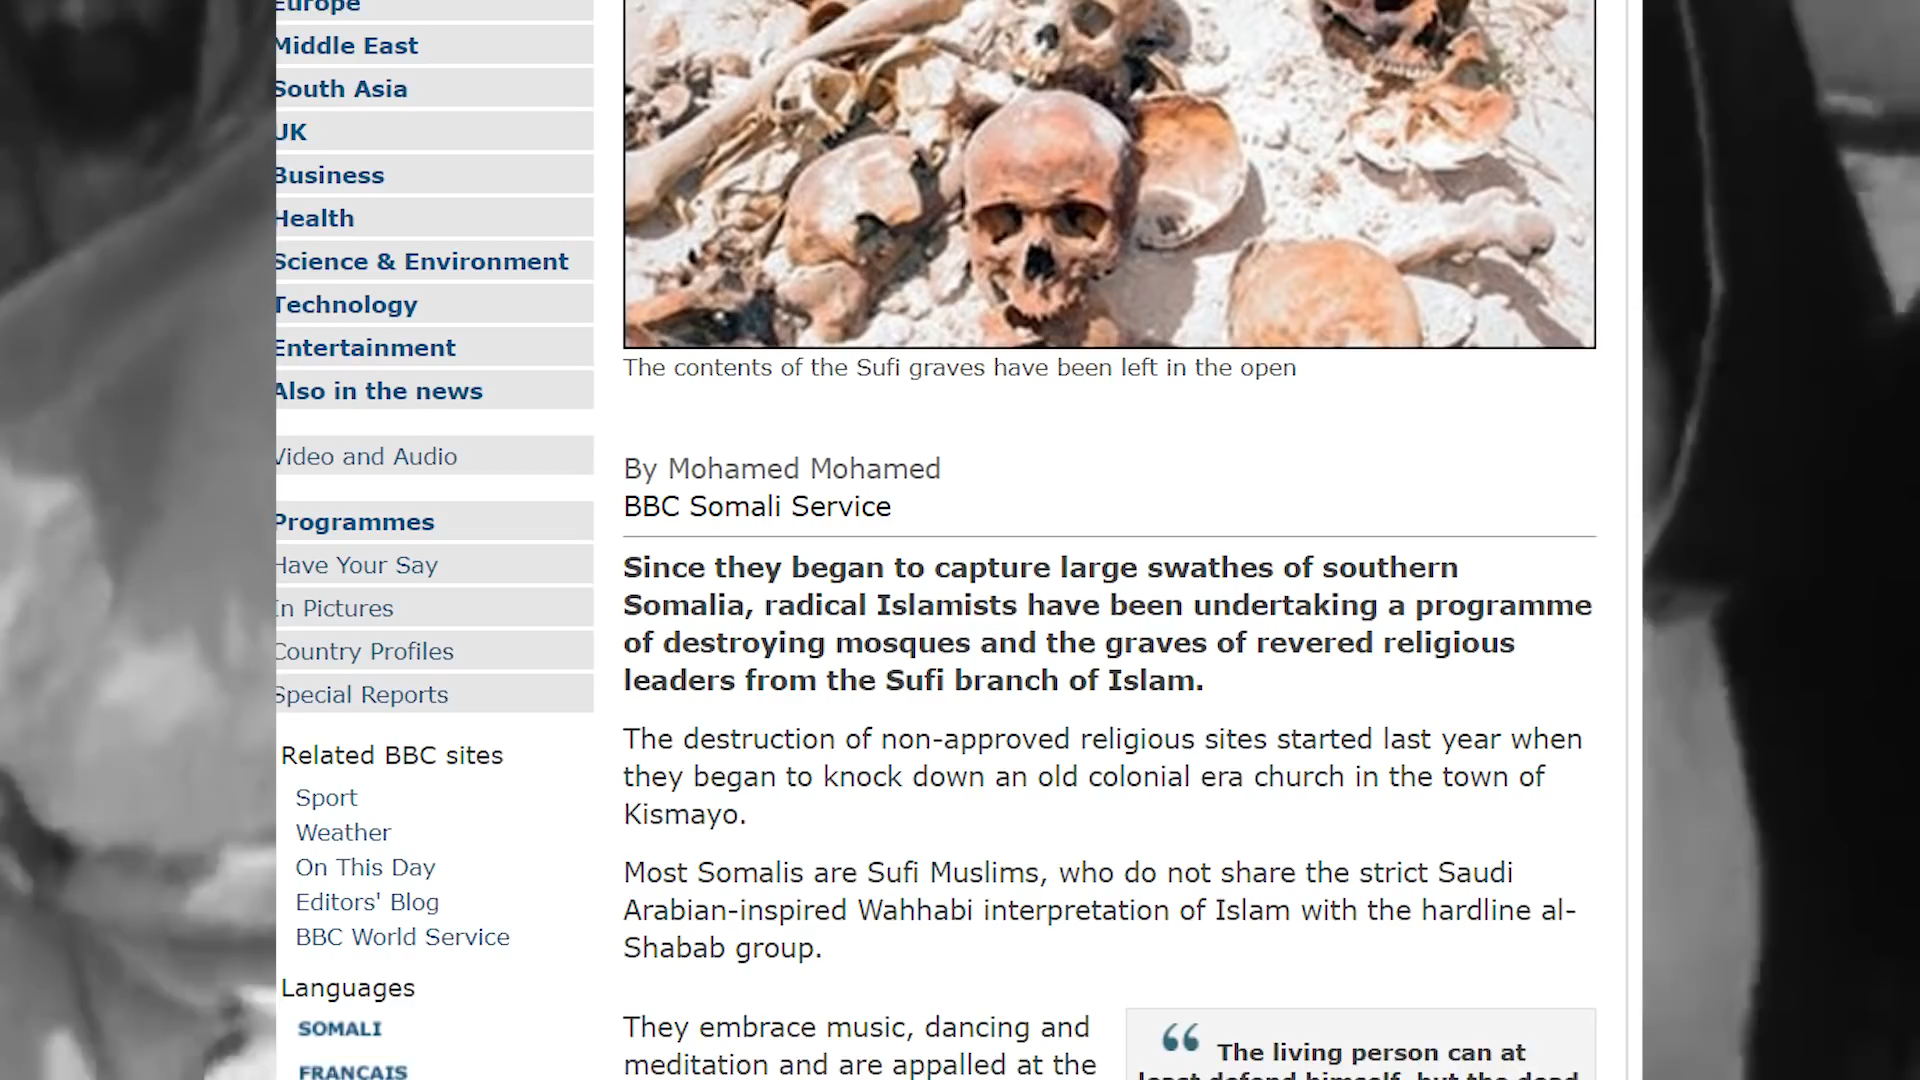 Europe
Middle East
South Asia
UK
Business
Health
Science & Environment
Technology
Entertainment
Also in the news
Video and Audio
Programmes
Have Your Say
In Pictures
Country Profiles
Special Reports
Related BBC sites
Sport
Weather
On This Day
Editors' Blog
BBC World Service
Languages
SOMALI
FRANCAIS
The contents of the Sufi graves have been left in the open
By Mohamed Mohamed
BBC Somali Service
Since they began to capture large swathes of southern
Somalia, radical Islamists have been undertaking a programme
of destroying mosques and the graves of revered religious
leaders from the Sufi branch of Islam.
The destruction of non-approved religious sites started last year when
they began to knock down an old colonial era church in the town of
Kismayo.
Most Somalis are Sufi Muslims, who do not share the strict Saudi
Arabian-inspired Wahhabi interpretation of Islam with the hardline al-
Shabab group.
They embrace music, dancing and
meditation and are appalled at the
“ The living person can at
least defend himself, but the dead